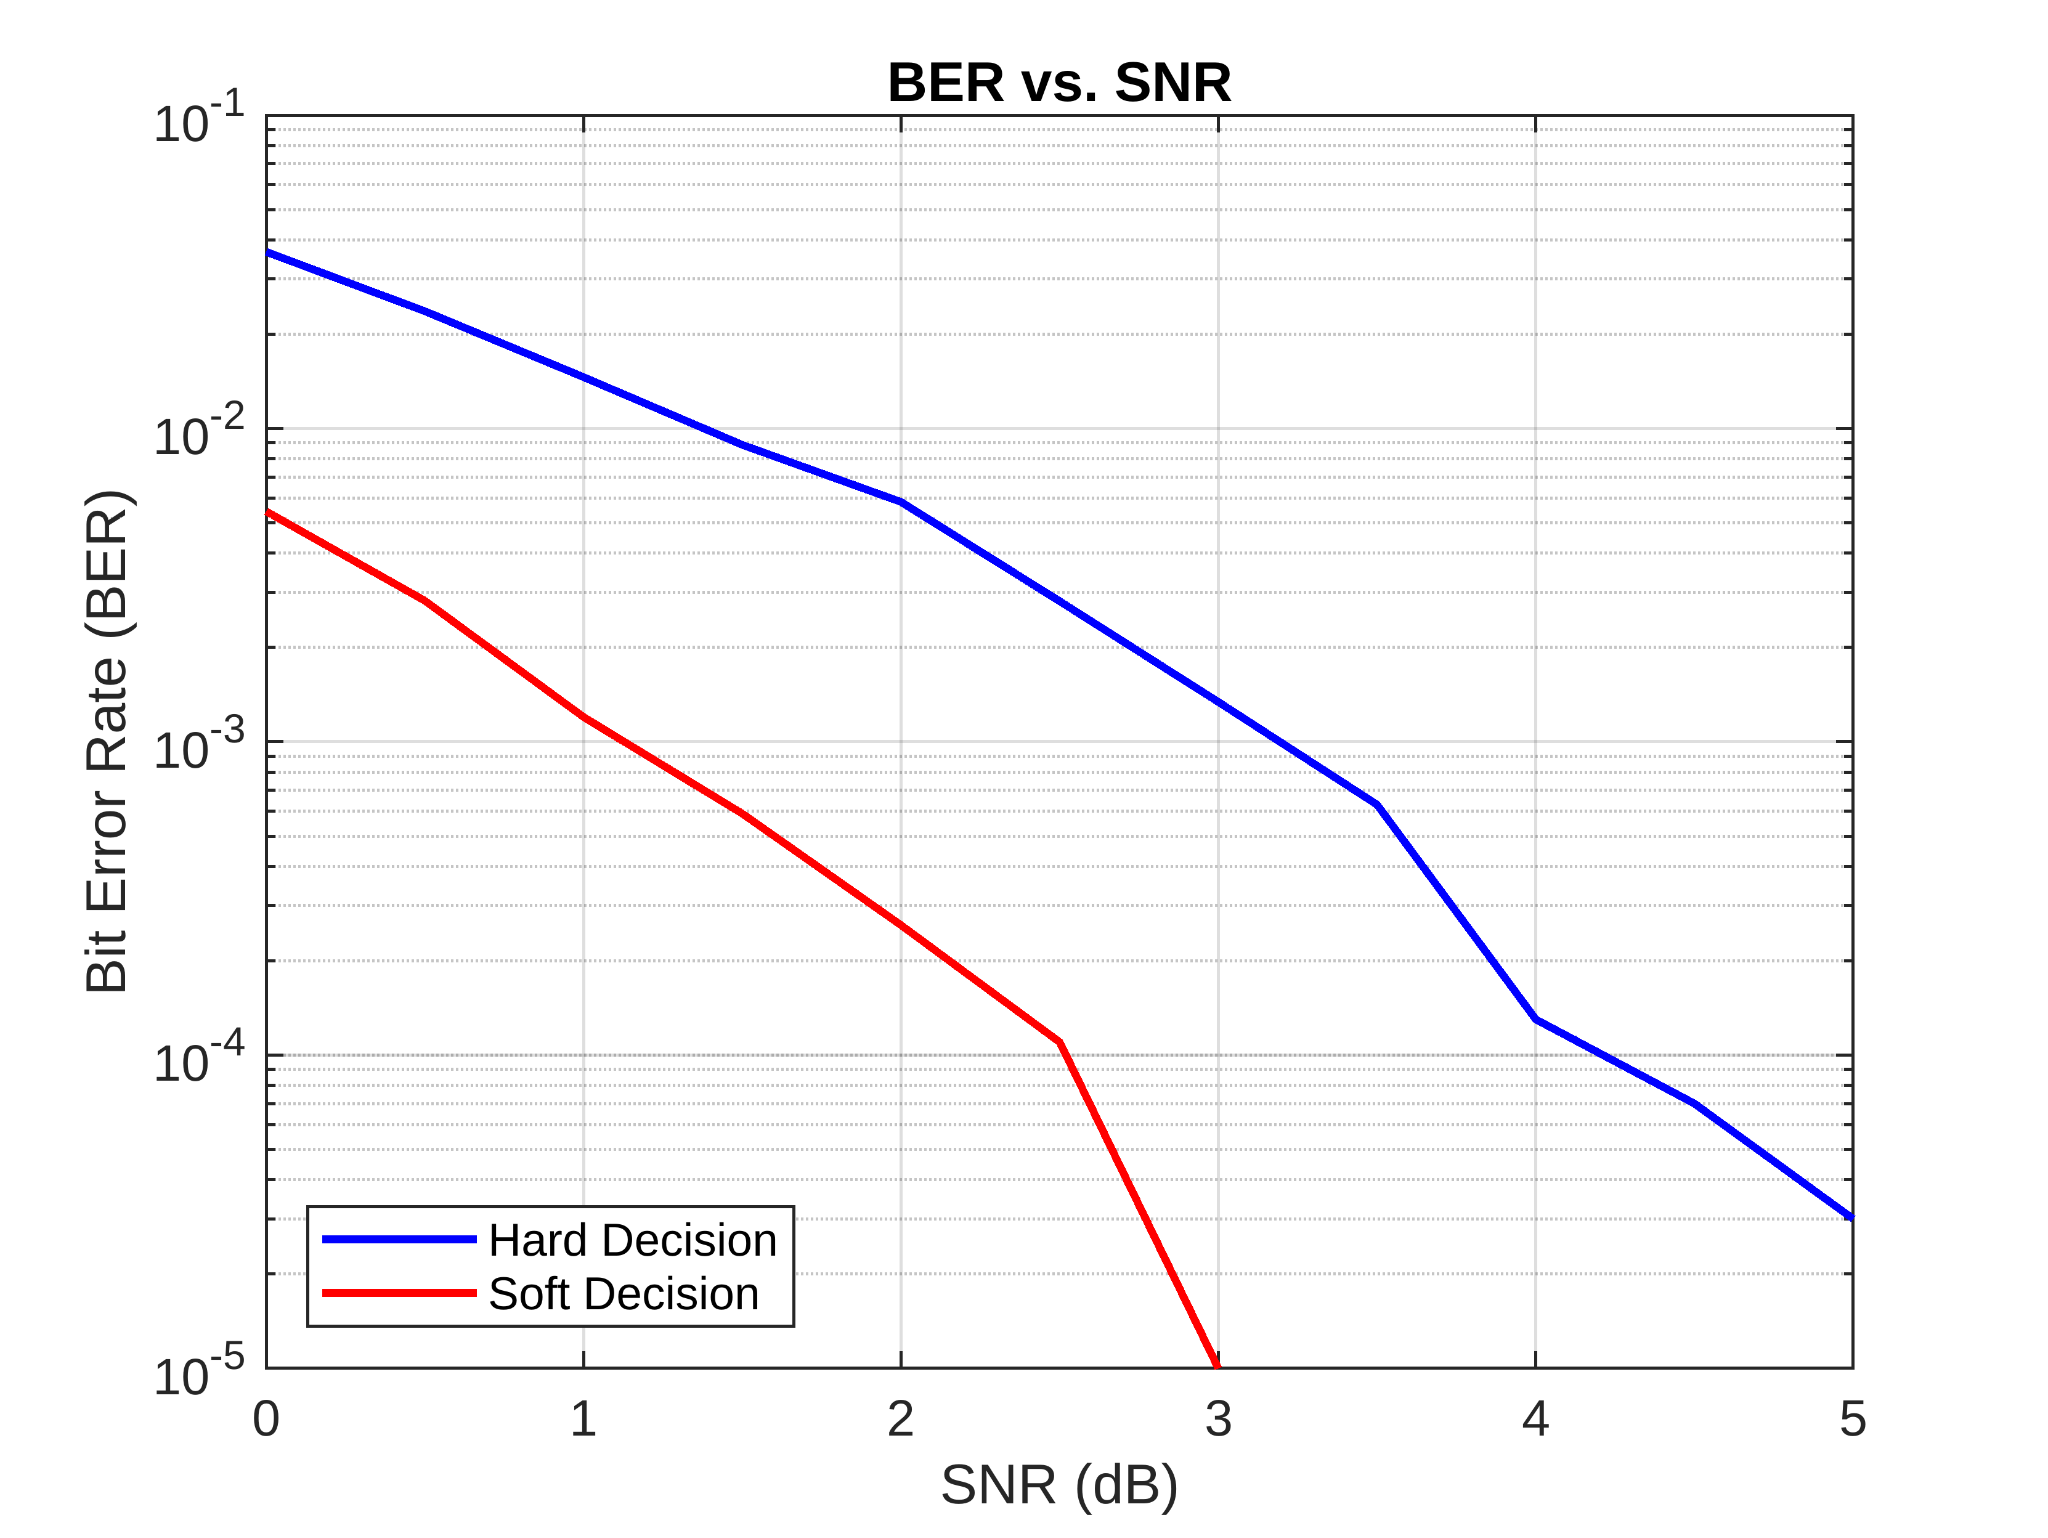 BER vs. SNR
10^-1
10^-2
10^-3
10^-4
10^-5
Bit Error Rate (BER)
Hard Decision
Soft Decision
0 1 2 3 4 5
SNR (dB)